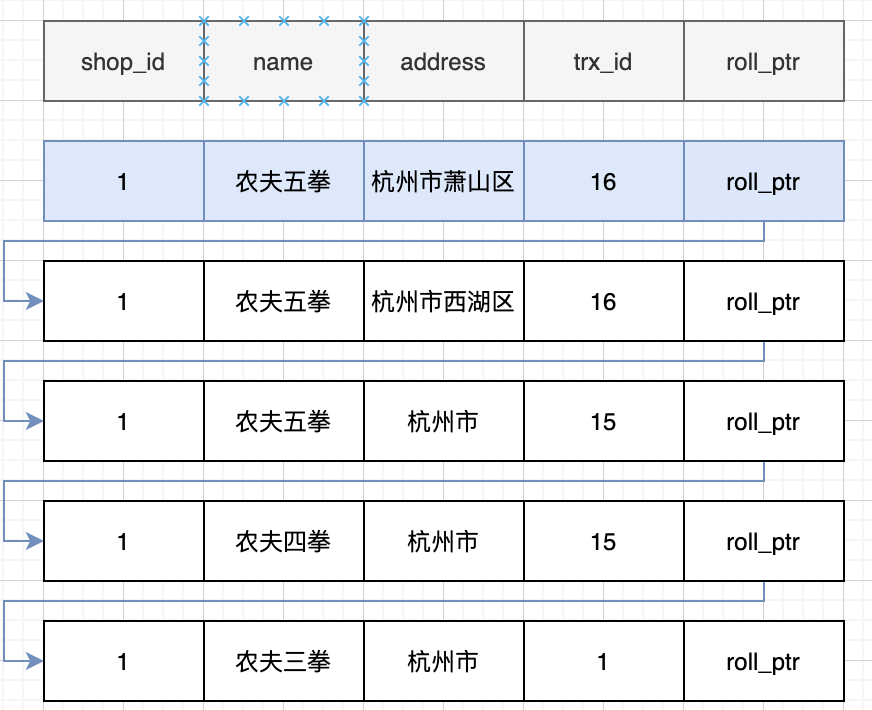 shop_id name address trx_id roll_ptr
1 农夫五拳 杭州市萧山区 16 roll_ptr
1 农夫五拳 杭州市西湖区 16 roll_ptr
1 农夫五拳 杭州市 15 roll_ptr
1 农夫四拳 杭州市 15 roll_ptr
1 农夫三拳 杭州市 1 roll_ptr